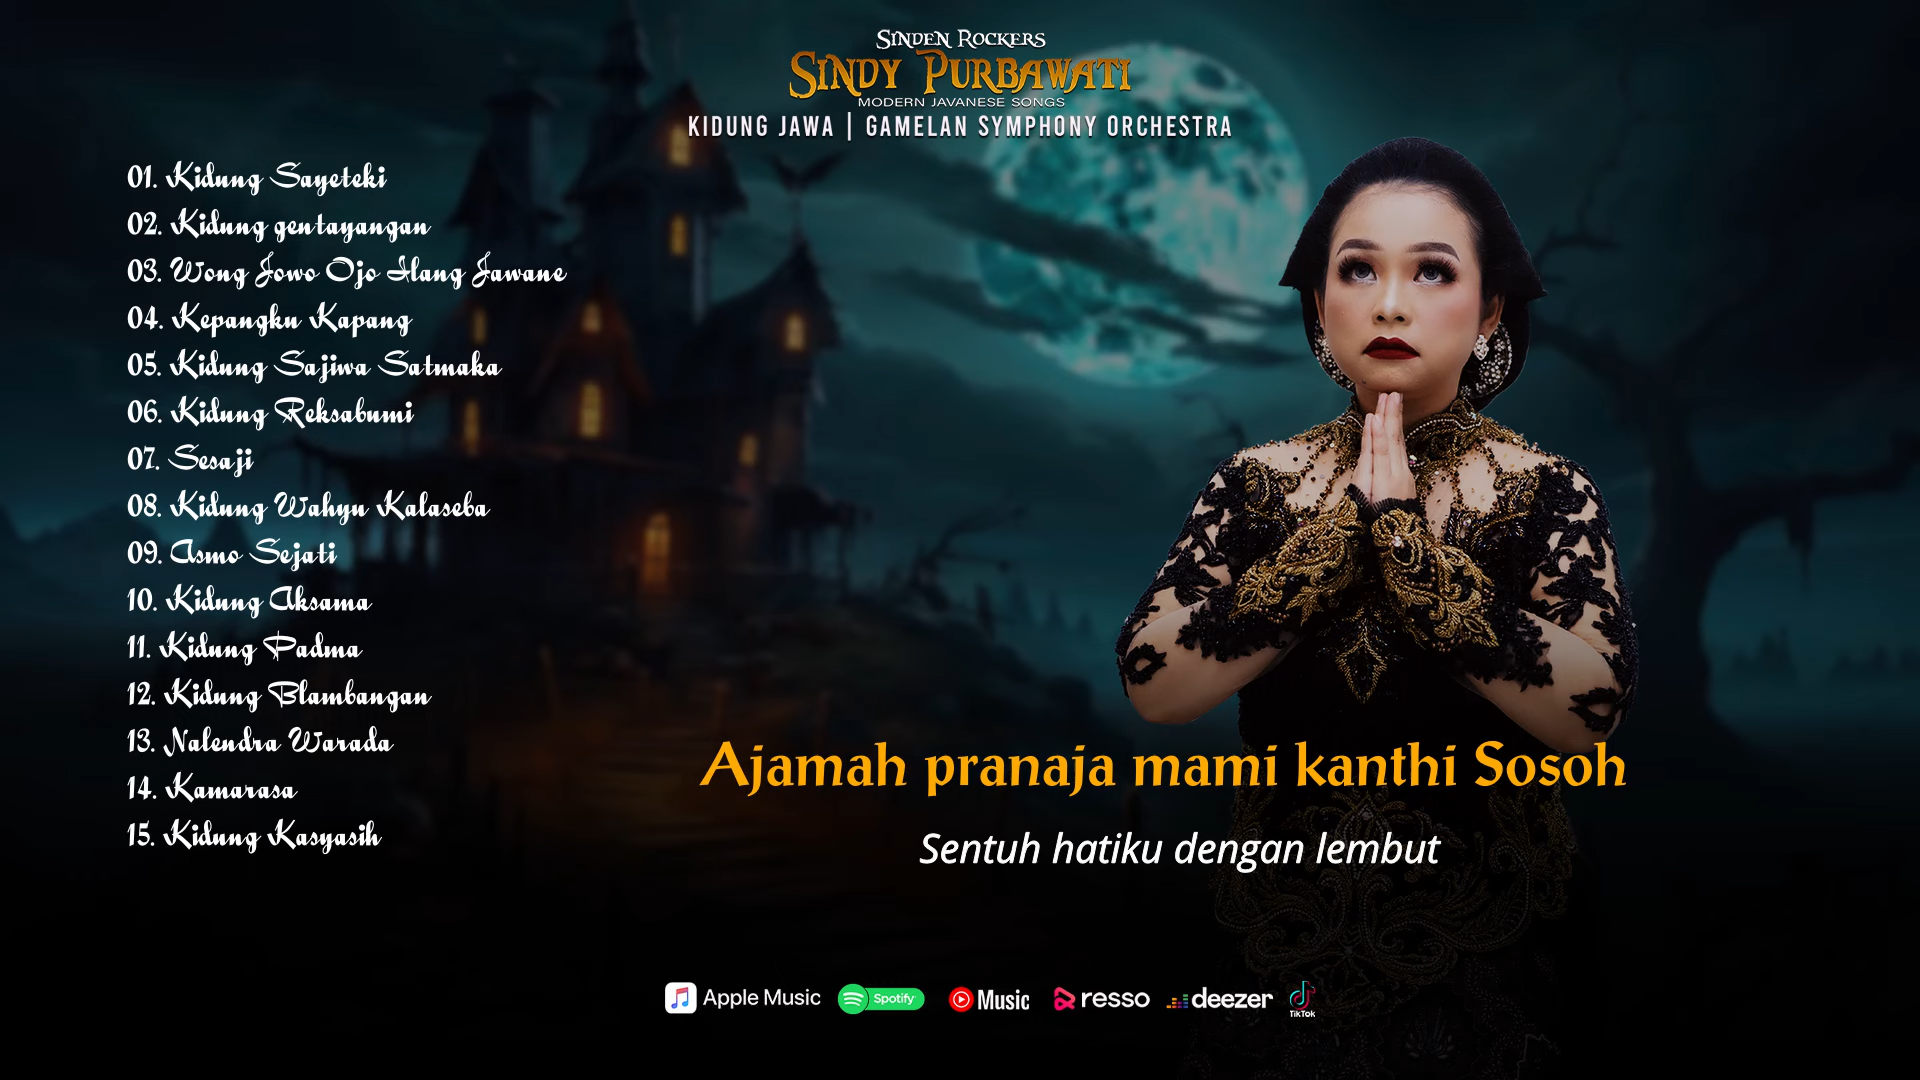 SINDEN ROCKERS
SINDY PURBAWATI
MODERN JAVANESE SONGS
KIDUNG JAWA | GAMELAN SYMPHONY ORCHESTRA
01. Kidung Sayeteki
02. Kidung gentayangan
03. Wong Jowo Ojo Ilang Jawane
04. Kepangku Kapang
05. Kidung Sajiwa Satmaka
06. Kidung Reksabumi
07. Sesaji
08. Kidung Wahyu Kalaseba
09. Asmo Sejati
10. Kidung Aksama
11. Kidung Padma
12. Kidung Blambangan
13. Nalendra Warada
14. Kamarasa
15. Kidung Kasyasih
Ajamah pranaja mami kanthi Sosoh
Sentuh hatiku dengan lembut
Apple Music Spotify Music resso deezer TikTok